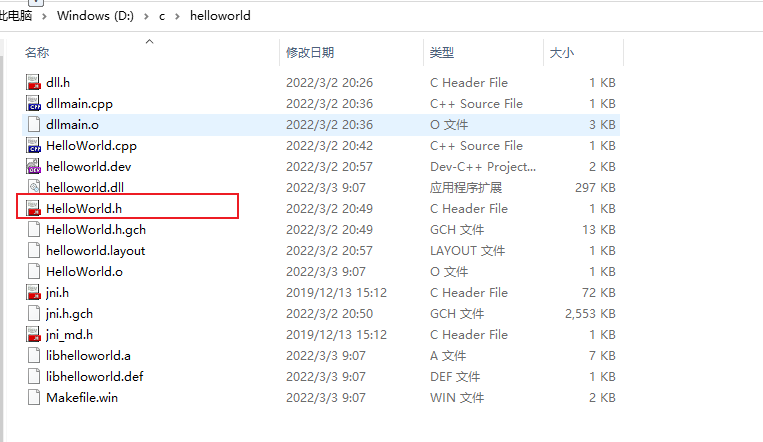 此电脑 > Windows (D:) > c > helloworld
名称 修改日期 类型 大小
dll.h 2022/3/2 20:26 C Header File 1 KB
dllmain.cpp 2022/3/2 20:36 C++ Source File 1 KB
dllmain.o 2022/3/2 20:36 O 文件 3 KB
HelloWorld.cpp 2022/3/2 20:42 C++ Source File 1 KB
helloworld.dev 2022/3/2 20:57 Dev-C++ Project... 2 KB
helloworld.dll 2022/3/3 9:07 应用程序扩展 297 KB
HelloWorld.h 2022/3/2 20:49 C Header File 1 KB
HelloWorld.h.gch 2022/3/2 20:49 GCH 文件 13 KB
helloworld.layout 2022/3/2 20:57 LAYOUT 文件 1 KB
HelloWorld.o 2022/3/3 9:07 O 文件 1 KB
jni.h 2019/12/13 15:12 C Header File 72 KB
jni.h.gch 2022/3/2 20:50 GCH 文件 2,553 KB
jni_md.h 2019/12/13 15:12 C Header File 1 KB
libhelloworld.a 2022/3/3 9:07 A 文件 7 KB
libhelloworld.def 2022/3/3 9:07 DEF 文件 1 KB
Makefile.win 2022/3/3 9:07 WIN 文件 2 KB